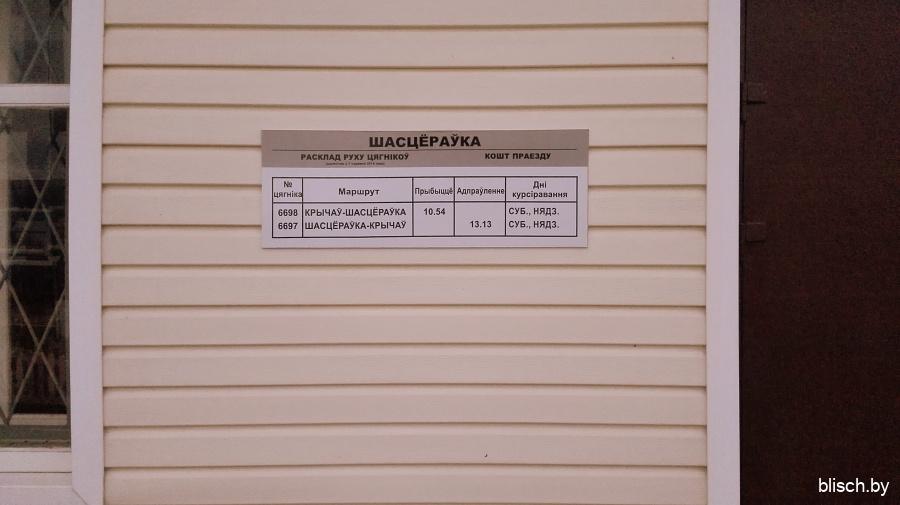 ШАСЦЁРАЎКА
РАСКЛАД РУХУ ЦЯГНІКОЎ КОШТ ПРАЕЗДУ
№ цягніка Маршрут Прыбыццё Адпраўленне Дні курсіравання
6698 КРЫЧАЎ-ШАСЦЁРАЎКА 10.54 СУБ., НЯДЗ.
6697 ШАСЦЁРАЎКА-КРЫЧАЎ 13.13 СУБ., НЯДЗ.
blisch.by